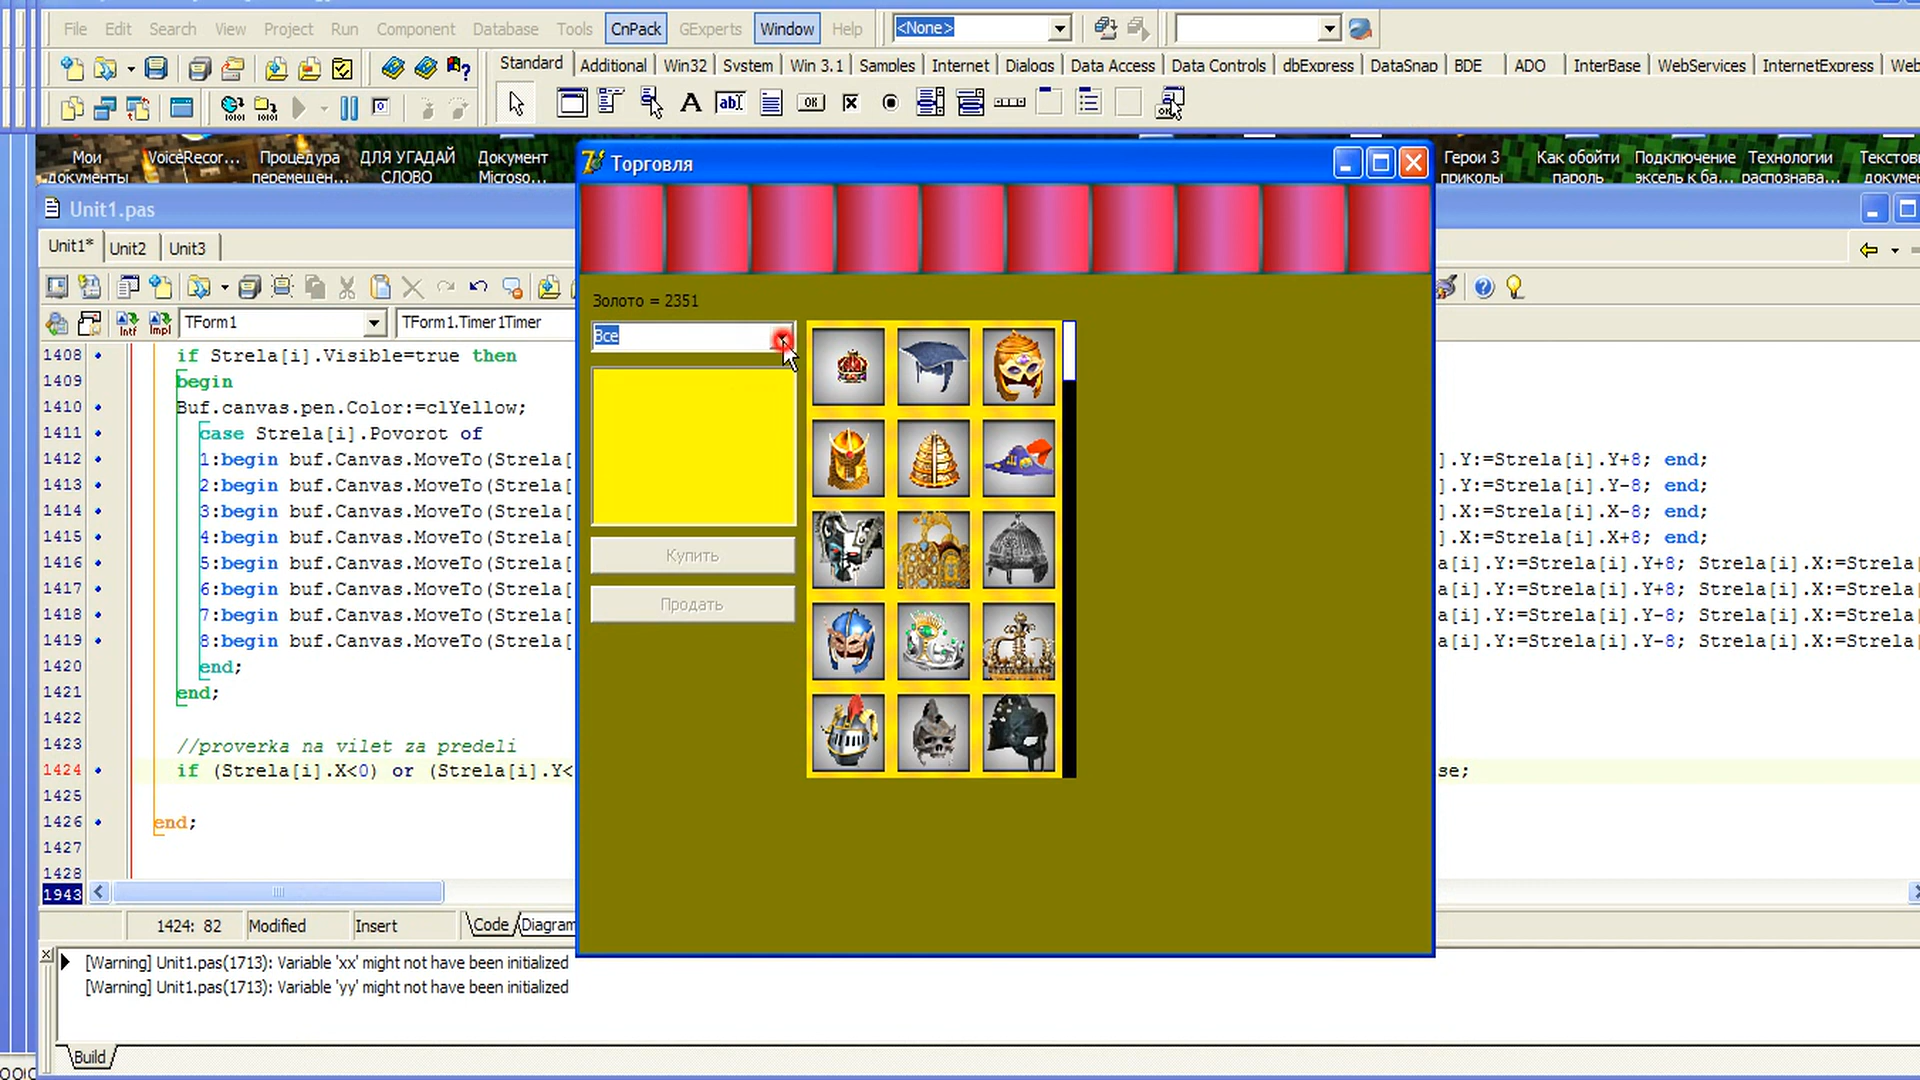 File Edit Search View Project Run Component Database Tools CnPack GExperts Window Help <None>
Standard Additional Win32 System Win 3.1 Samples Internet Dialogs Data Access Data Controls dbExpress DataSnap BDE ADO InterBase WebServices InternetExpress
Мои документы
VoiceRecor...
Процедура перемещен...
ДЛЯ УГАДАЙ СЛОВО
Документ Microso...
Герои 3 приколы
Как обойти пароль
Подключение эксель к ба...
Технологии распознава...
Торговля
Unit1.pas
Unit1* Unit2 Unit3
Intf Impl TForm1 TForm1.Timer1Timer
Золото = 2351
Все
Купить
Продать
1408 if Strela[i].Visible=true then
1409 begin
1410 Buf.canvas.pen.Color:=clYellow;
1411 case Strela[i].Povorot of
1412 1:begin buf.Canvas.MoveTo(Strela[ ].Y:=Strela[i].Y+8; end;
1413 2:begin buf.Canvas.MoveTo(Strela[ ].Y:=Strela[i].Y-8; end;
1414 3:begin buf.Canvas.MoveTo(Strela[ ].X:=Strela[i].X-8; end;
1415 4:begin buf.Canvas.MoveTo(Strela[ ].X:=Strela[i].X+8; end;
1416 5:begin buf.Canvas.MoveTo(Strela[ a[i].Y:=Strela[i].Y+8; Strela[i].X:=Strela
1417 6:begin buf.Canvas.MoveTo(Strela[ a[i].Y:=Strela[i].Y+8; Strela[i].X:=Strela
1418 7:begin buf.Canvas.MoveTo(Strela[ a[i].Y:=Strela[i].Y-8; Strela[i].X:=Strela
1419 8:begin buf.Canvas.MoveTo(Strela[ a[i].Y:=Strela[i].Y-8; Strela[i].X:=Strela
1420 end;
1421 end;
1422
1423 //proverka na vilet za predeli
1424 if (Strela[i].X<0) or (Strela[i].Y< se;
1425
1426 end;
1427
1428
1943
1424: 82 Modified Insert Code Diagram
[Warning] Unit1.pas(1713): Variable 'xx' might not have been initialized
[Warning] Unit1.pas(1713): Variable 'yy' might not have been initialized
Build